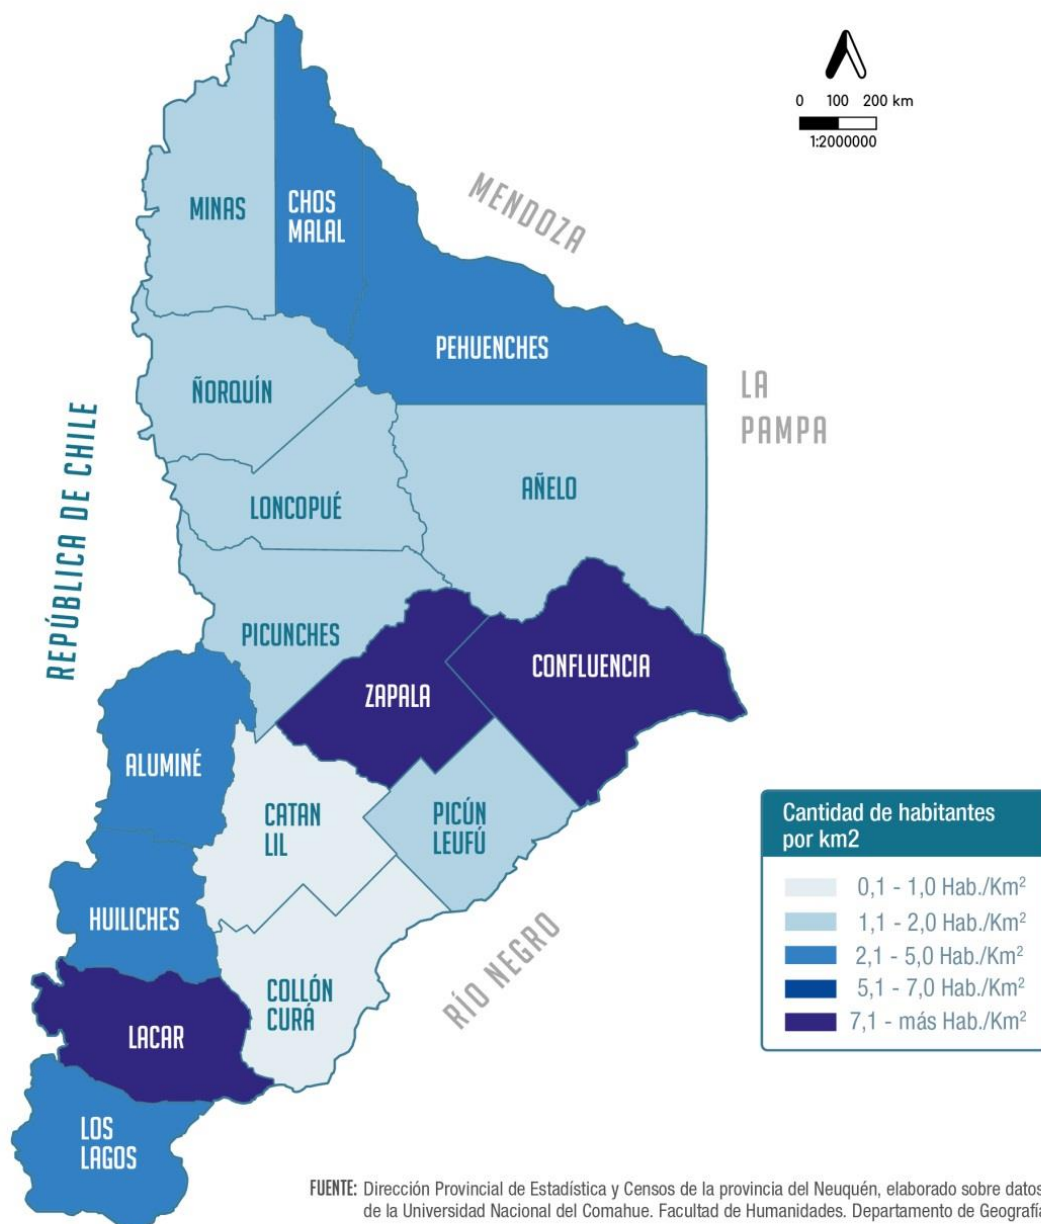 0 100 200 km
1:2000000
MENDOZA
MINAS
CHOS
MALAL
PEHUENCHES
LA
PAMPA
ÑORQUÍN
REPÚBLICA DE CHILE
LONCOPUÉ
AÑELO
PICUNCHES
CONFLUENCIA
ZAPALA
ALUMINÉ
CATAN
LIL
PICÚN
LEUFÚ
HUILICHES
RÍO NEGRO
COLLÓN
CURÁ
LACAR
LOS
LAGOS
Cantidad de habitantes
por km2
0,1 - 1,0 Hab./Km²
1,1 - 2,0 Hab./Km²
2,1 - 5,0 Hab./Km²
5,1 - 7,0 Hab./Km²
7,1 - más Hab./Km²
FUENTE: Dirección Provincial de Estadística y Censos de la provincia del Neuquén, elaborado sobre datos
de la Universidad Nacional del Comahue. Facultad de Humanidades. Departamento de Geografía